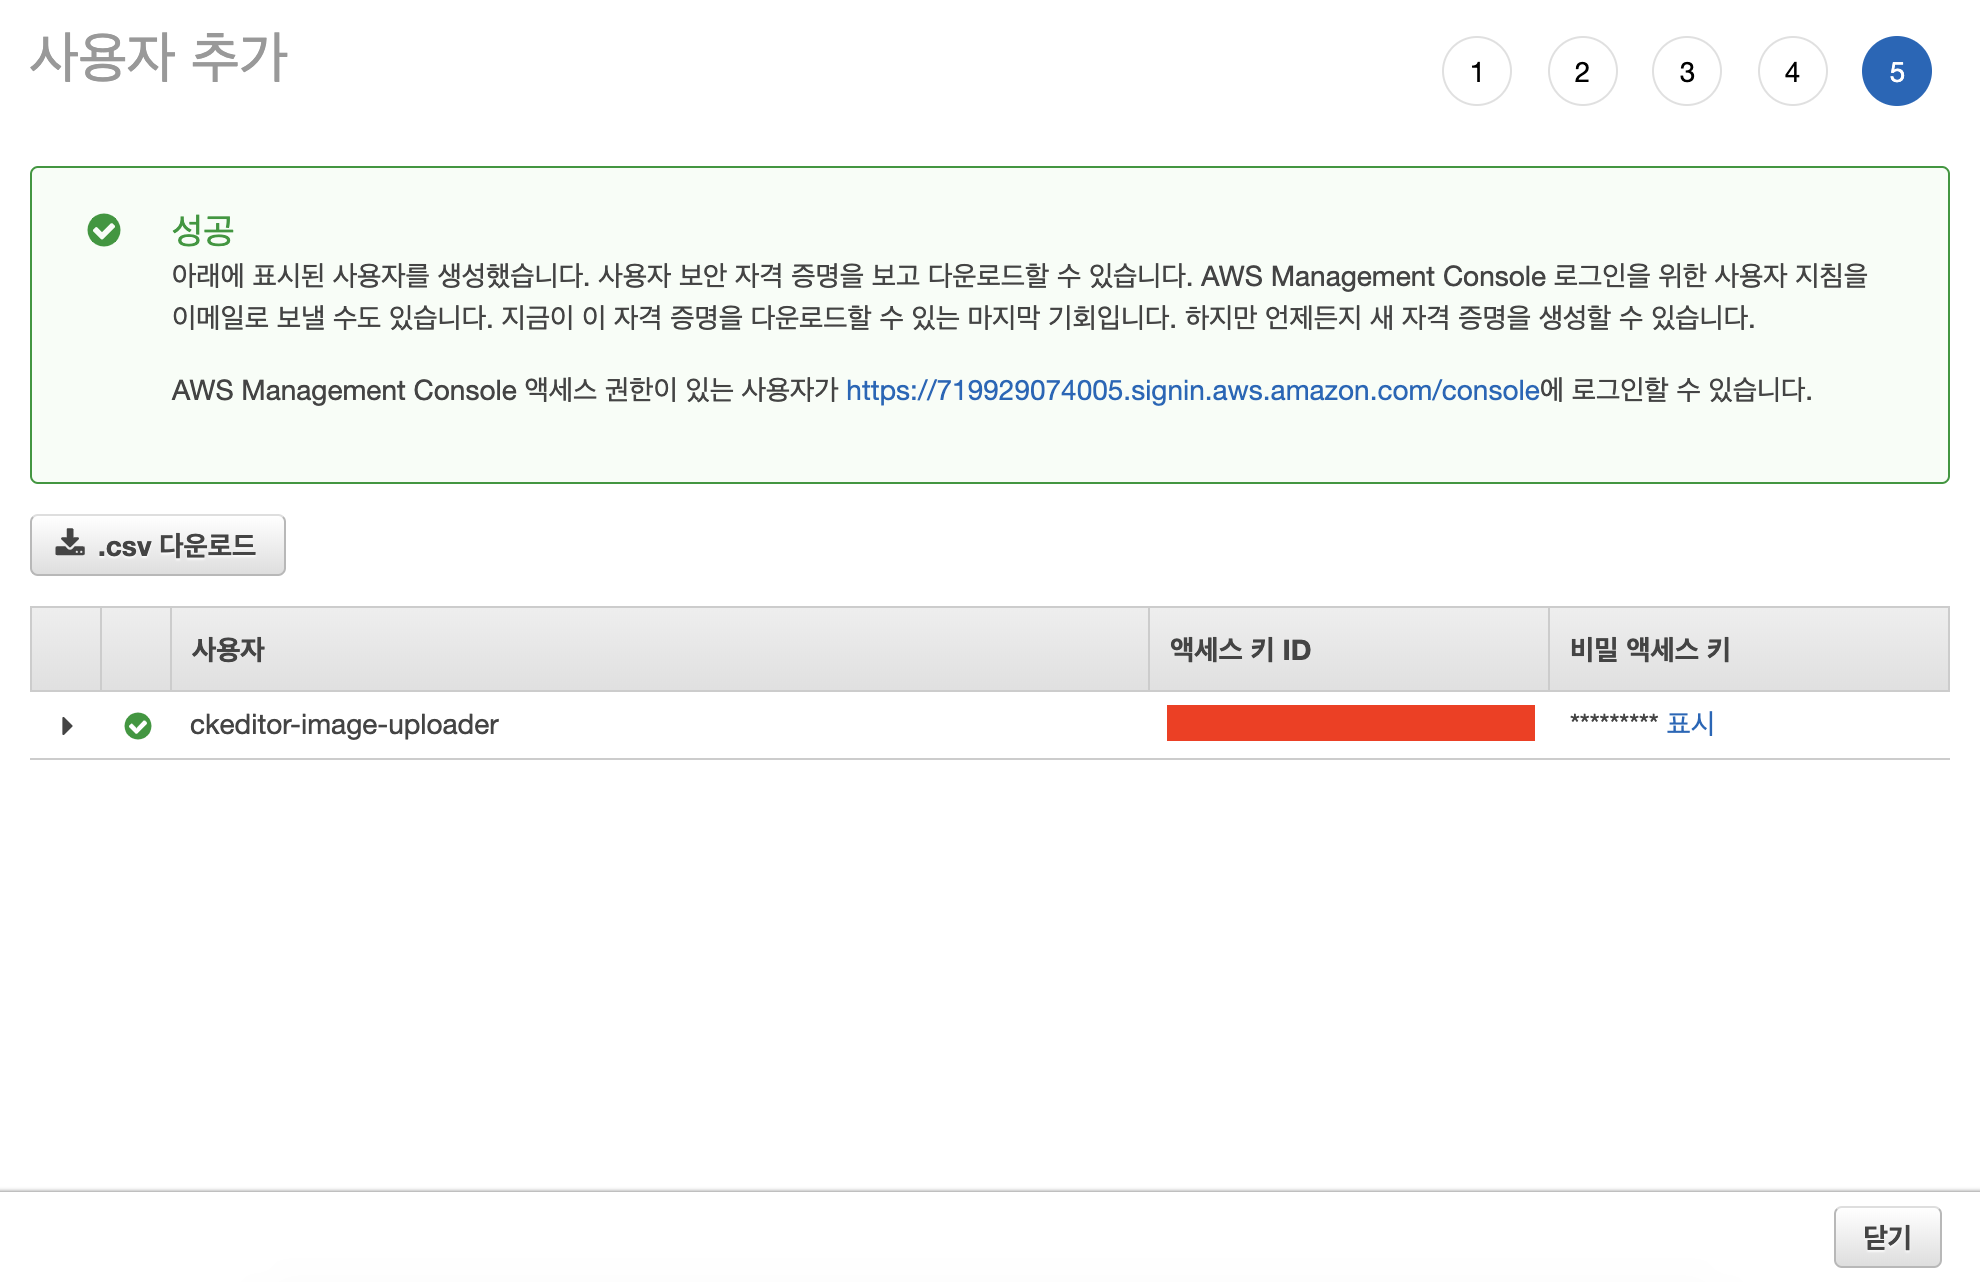 사용자 추가
1 2 3 4 5
성공
아래에 표시된 사용자를 생성했습니다. 사용자 보안 자격 증명을 보고 다운로드할 수 있습니다. AWS Management Console 로그인을 위한 사용자 지침을
이메일로 보낼 수도 있습니다. 지금이 이 자격 증명을 다운로드할 수 있는 마지막 기회입니다. 하지만 언제든지 새 자격 증명을 생성할 수 있습니다.
AWS Management Console 액세스 권한이 있는 사용자가 https://719929074005.signin.aws.amazon.com/console에 로그인할 수 있습니다.
.csv 다운로드
사용자 액세스 키 ID 비밀 액세스 키
ckeditor-image-uploader ********* 표시
닫기